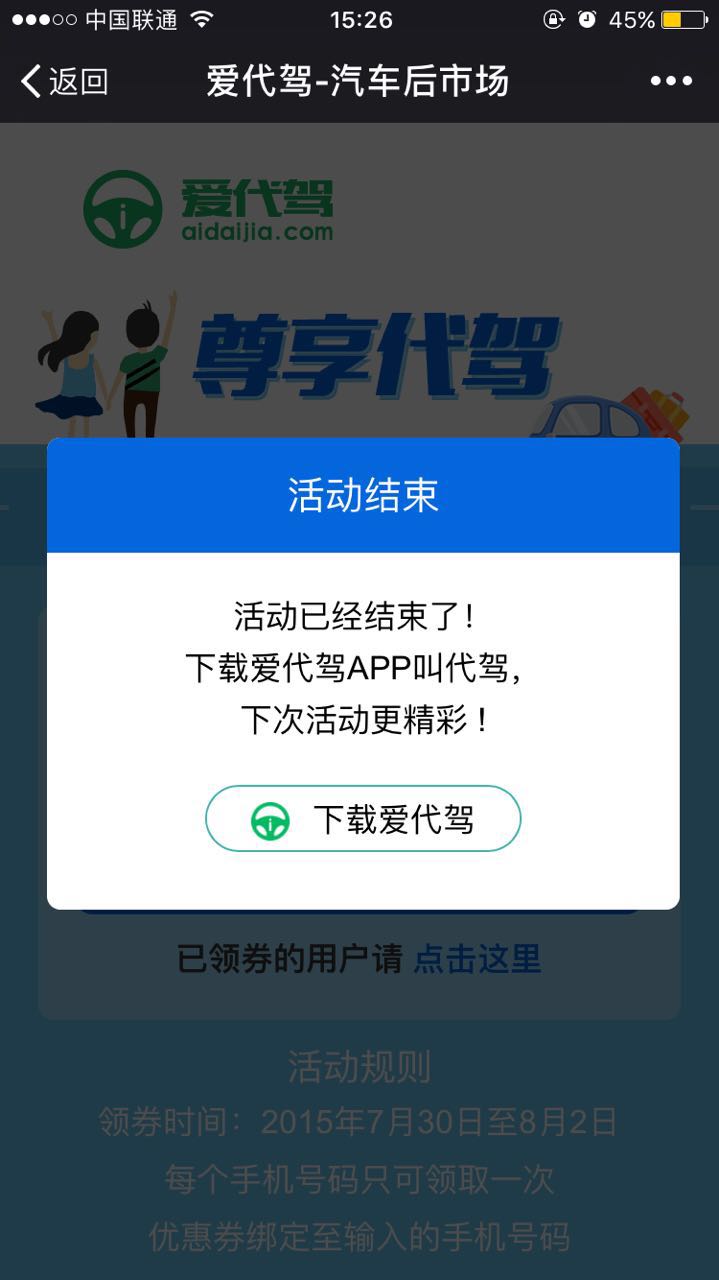 中国联通 15:26 45%
返回 爱代驾-汽车后市场
爱代驾
aidaijia.com
尊享代驾
活动结束
活动已经结束了！
下载爱代驾APP叫代驾，
下次活动更精彩！
下载爱代驾
已领券的用户请 点击这里
活动规则
领券时间：2015年7月30日至8月2日
每个手机号码只可领取一次
优惠券绑定至输入的手机号码